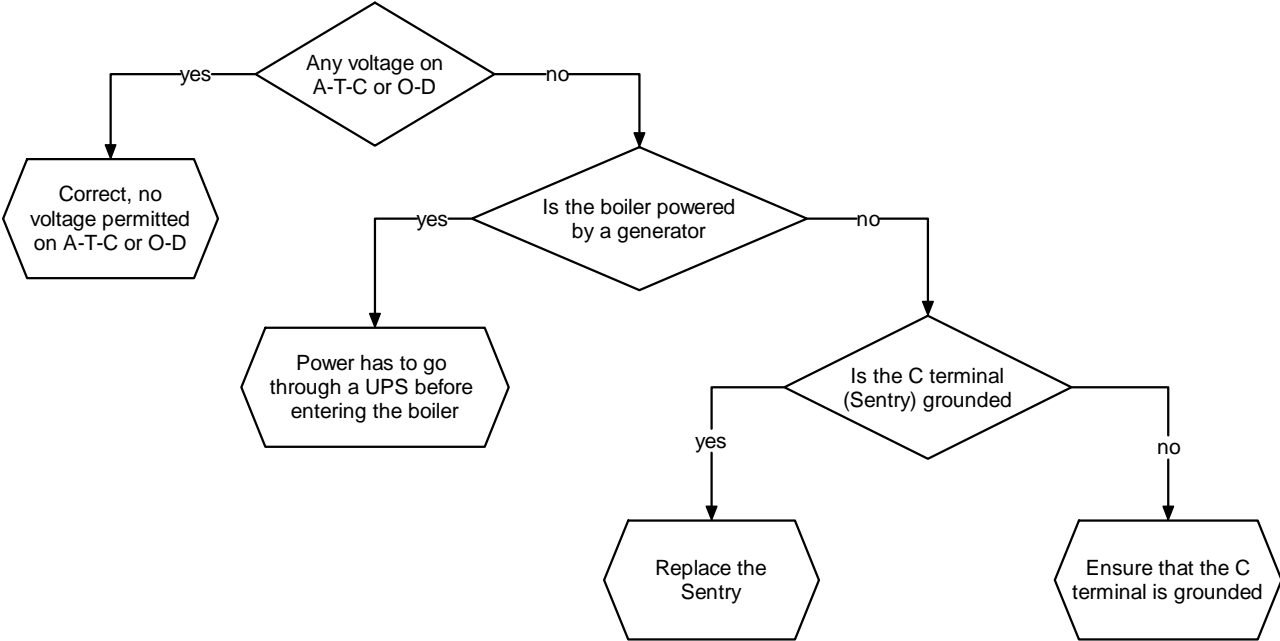 Any voltage on
A-T-C or O-D
yes
no
Correct, no
voltage permitted
on A-T-C or O-D
Is the boiler powered
by a generator
yes
no
Power has to go
through a UPS before
entering the boiler
Is the C terminal
(Sentry) grounded
yes
no
Replace the
Sentry
Ensure that the C
terminal is grounded